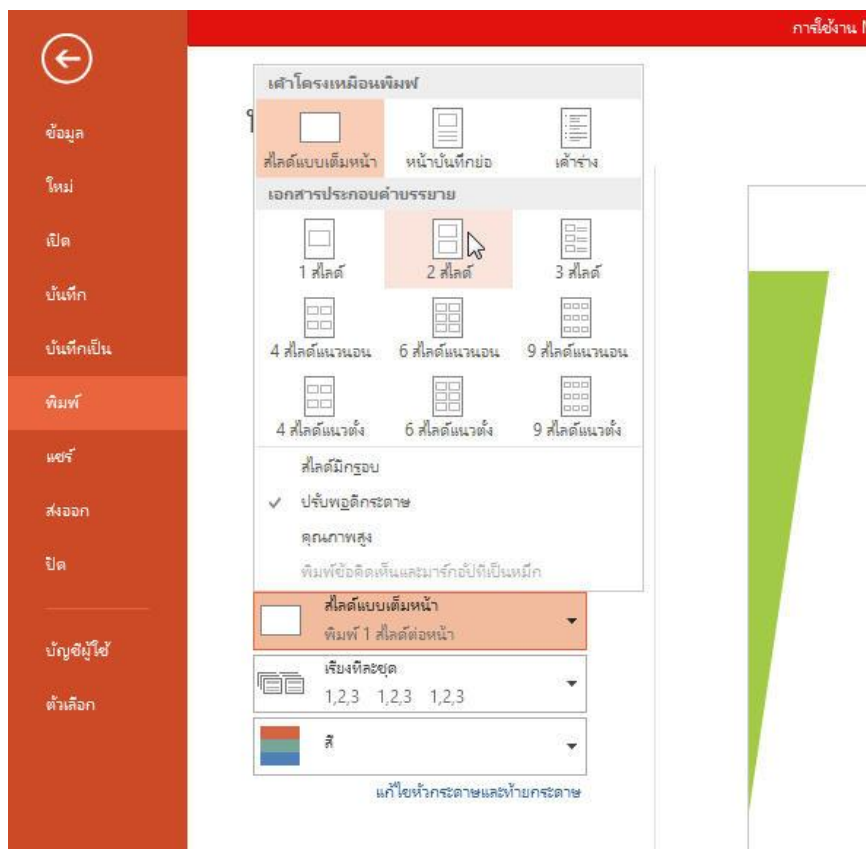 การใช้งาน
ข้อมูล
ใหม่
เปิด
บันทึก
บันทึกเป็น
พิมพ์
แชร์
ส่งออก
ปิด
บัญชีผู้ใช้
ตัวเลือก
เค้าโครงเหมือนพิมพ์
สไลด์แบบเต็มหน้า หน้าบันทึกย่อ เค้าร่าง
เอกสารประกอบคำบรรยาย
1 สไลด์ 2 สไลด์ 3 สไลด์
4 สไลด์แนวนอน 6 สไลด์แนวนอน 9 สไลด์แนวนอน
4 สไลด์แนวตั้ง 6 สไลด์แนวตั้ง 9 สไลด์แนวตั้ง
สไลด์มีกรอบ
ปรับพอดีกระดาษ
คุณภาพสูง
พิมพ์ข้อคิดเห็นและมาร์กอัปที่เป็นหมึก
สไลด์แบบเต็มหน้า
พิมพ์ 1 สไลด์ต่อหน้า
เรียงทีละชุด
1,2,3 1,2,3 1,2,3
สี
แก้ไขหัวกระดาษและท้ายกระดาษ